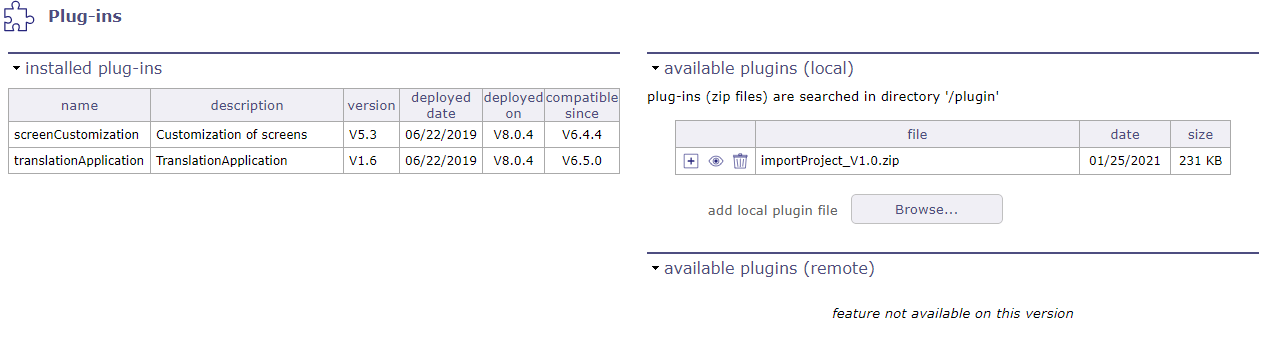 Plug-ins
installed plug-ins
name description version deployed date deployed on compatible since
screenCustomization Customization of screens V5.3 06/22/2019 V8.0.4 V6.4.4
translationApplication TranslationApplication V1.6 06/22/2019 V8.0.4 V6.5.0
available plugins (local)
plug-ins (zip files) are searched in directory '/plugin'
file date size
importProject_V1.0.zip 01/25/2021 231 KB
add local plugin file Browse...
available plugins (remote)
feature not available on this version